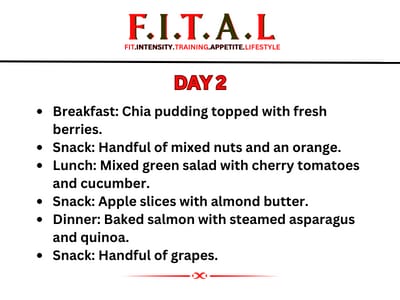 F.I.T.A.L
FIT.INTENSITY.TRAINING.APPETITE.LIFESTYLE
DAY 2
• Breakfast: Chia pudding topped with fresh
berries.
• Snack: Handful of mixed nuts and an orange.
• Lunch: Mixed green salad with cherry tomatoes
and cucumber.
• Snack: Apple slices with almond butter.
• Dinner: Baked salmon with steamed asparagus
and quinoa.
• Snack: Handful of grapes.